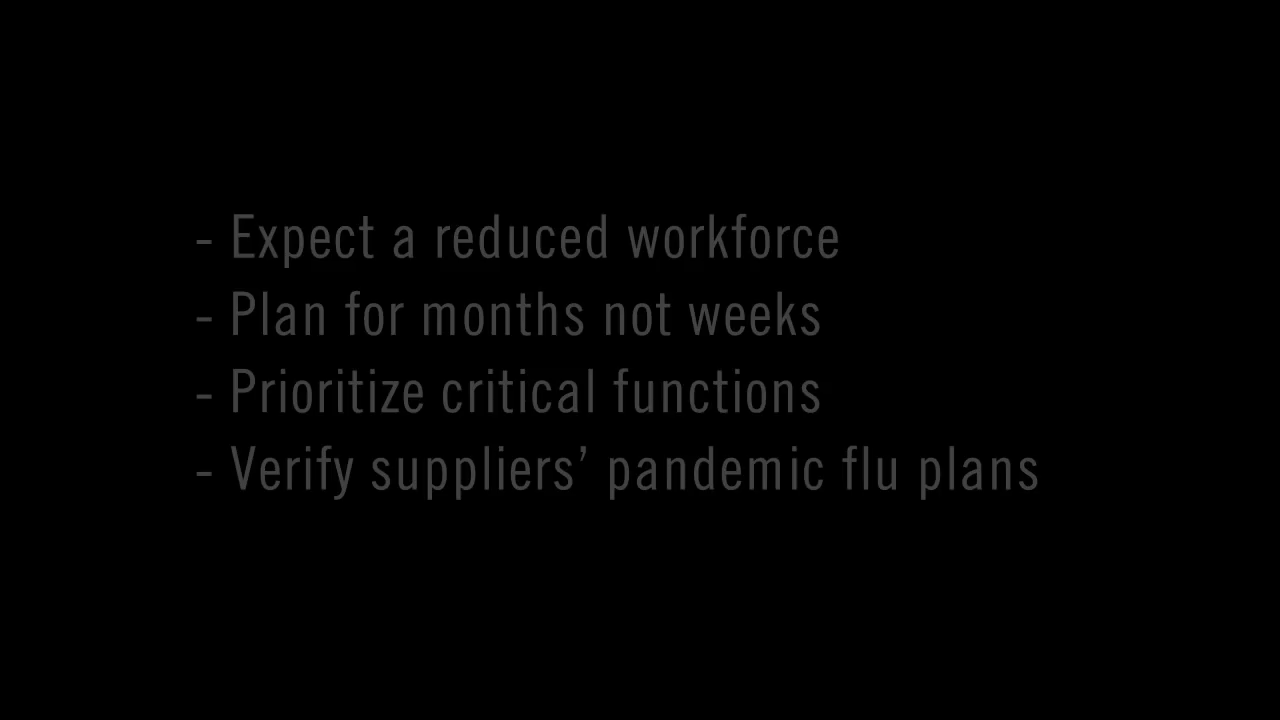 - Expect a reduced workforce
- Plan for months not weeks
- Prioritize critical functions
- Verify suppliers’ pandemic flu plans